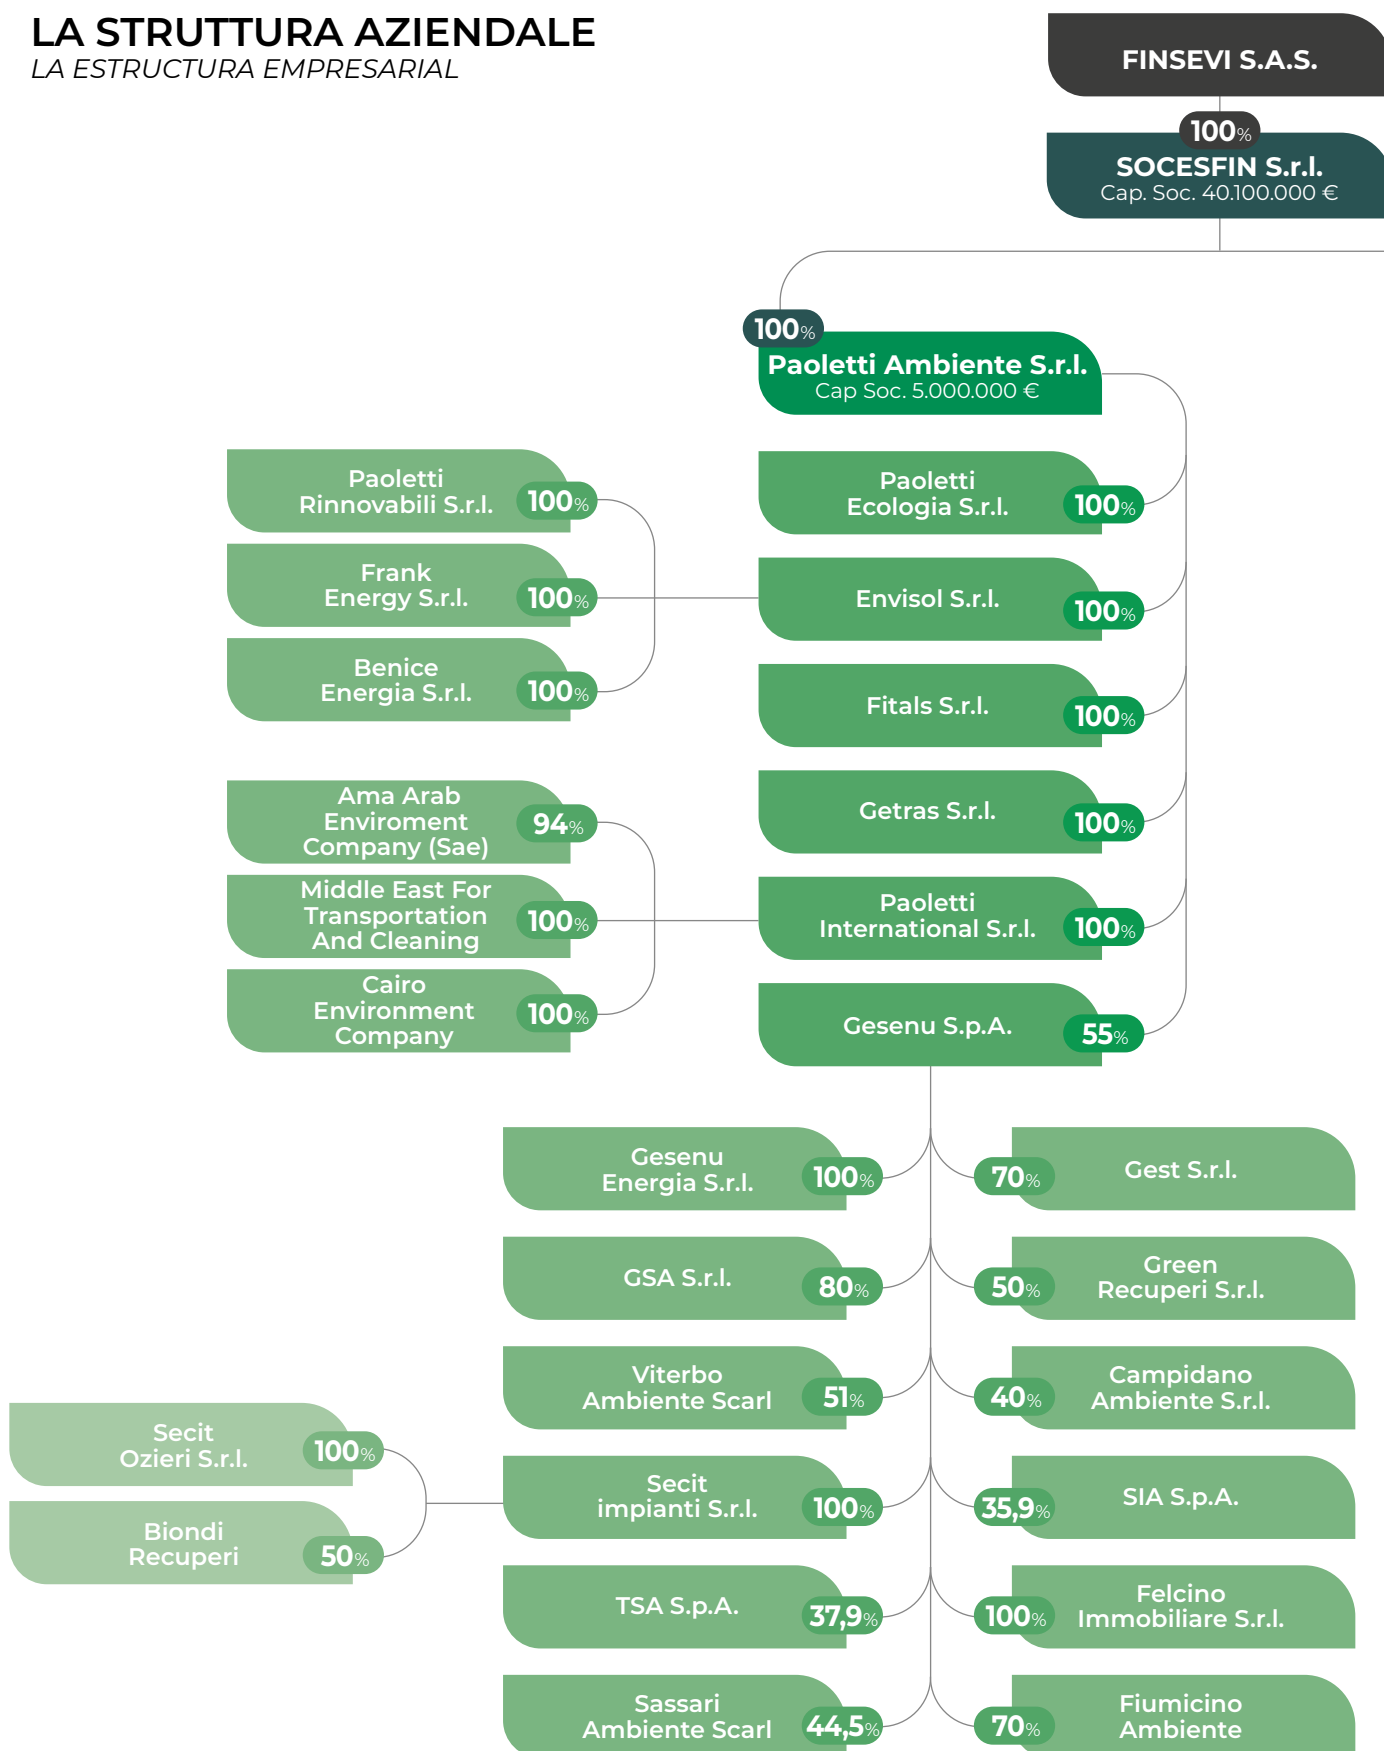 LA STRUTTURA AZIENDALE
LA ESTRUCTURA EMPRESARIAL
FINSEVI S.A.S.
100%
SOCESFIN S.r.l.
Cap. Soc. 40.100.000 €
100%
Paoletti Ambiente S.r.l.
Cap Soc. 5.000.000 €
Paoletti
Rinnovabili S.r.l.
100%
Frank
Energy S.r.l.
100%
Benice
Energia S.r.l.
100%
Ama Arab
Enviroment
Company (Sae)
94%
Middle East For
Transportation
And Cleaning
100%
Cairo
Environment
Company
100%
Paoletti
Ecologia S.r.l.
100%
Envisol S.r.l.
100%
Fitals S.r.l.
100%
Getras S.r.l.
100%
Paoletti
International S.r.l.
100%
Gesenu S.p.A.
55%
Gesenu
Energia S.r.l.
100%
GSA S.r.l.
80%
Viterbo
Ambiente Scarl
51%
Secit
impianti S.r.l.
100%
TSA S.p.A.
37,9%
Sassari
Ambiente Scarl
44,5%
Secit
Ozieri S.r.l.
100%
Biondi
Recuperi
50%
70%
Gest S.r.l.
50%
Green
Recuperi S.r.l.
40%
Campidano
Ambiente S.r.l.
35,9%
SIA S.p.A.
100%
Felcino
Immobiliare S.r.l.
70%
Fiumicino
Ambiente